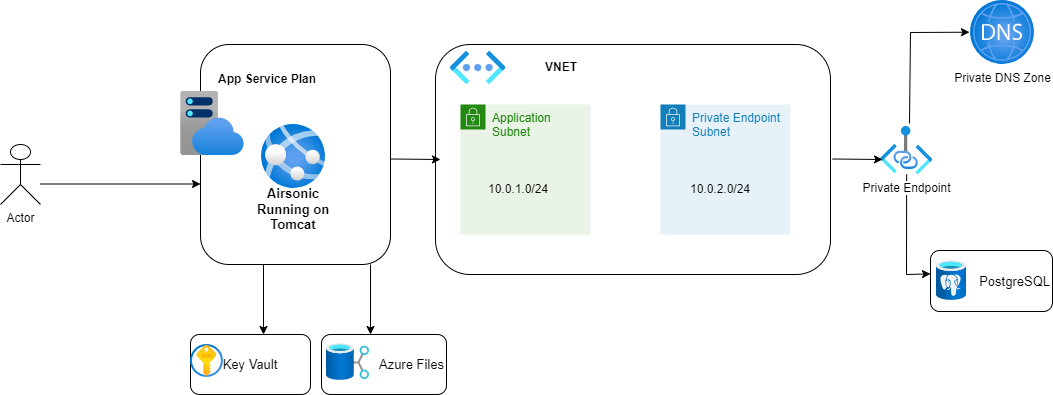 App Service Plan
Airsonic
Running on
Tomcat
Actor
Key Vault
Azure Files
VNET
Application
Subnet
10.0.1.0/24
Private Endpoint
Subnet
10.0.2.0/24
DNS
Private DNS Zone
Private Endpoint
PostgreSQL